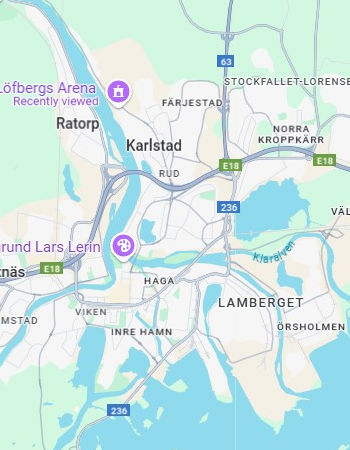 63
STOCKFALLET-LORENSE
Löfbergs Arena
Recently viewed
FÄRJESTAD
Ratorp
NORRA
KROPPKÄRR
Karlstad
E18
E18
RUD
236
VÄL
grund Lars Lerin
Klarälven
tnäs
E18
HAGA
LAMBERGET
VIKEN
MSTAD
ÖRSHOLMEN
INRE HAMN
236